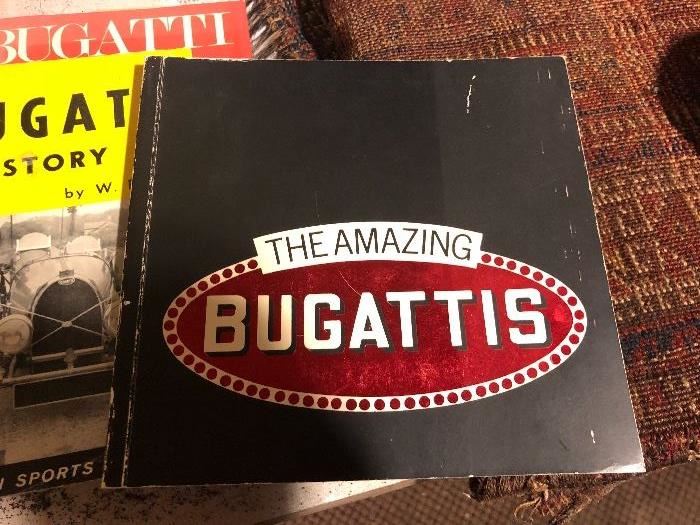 BUGATTI
UGAT
STORY
by W.
SPORTS
THE AMAZING
BUGATTIS